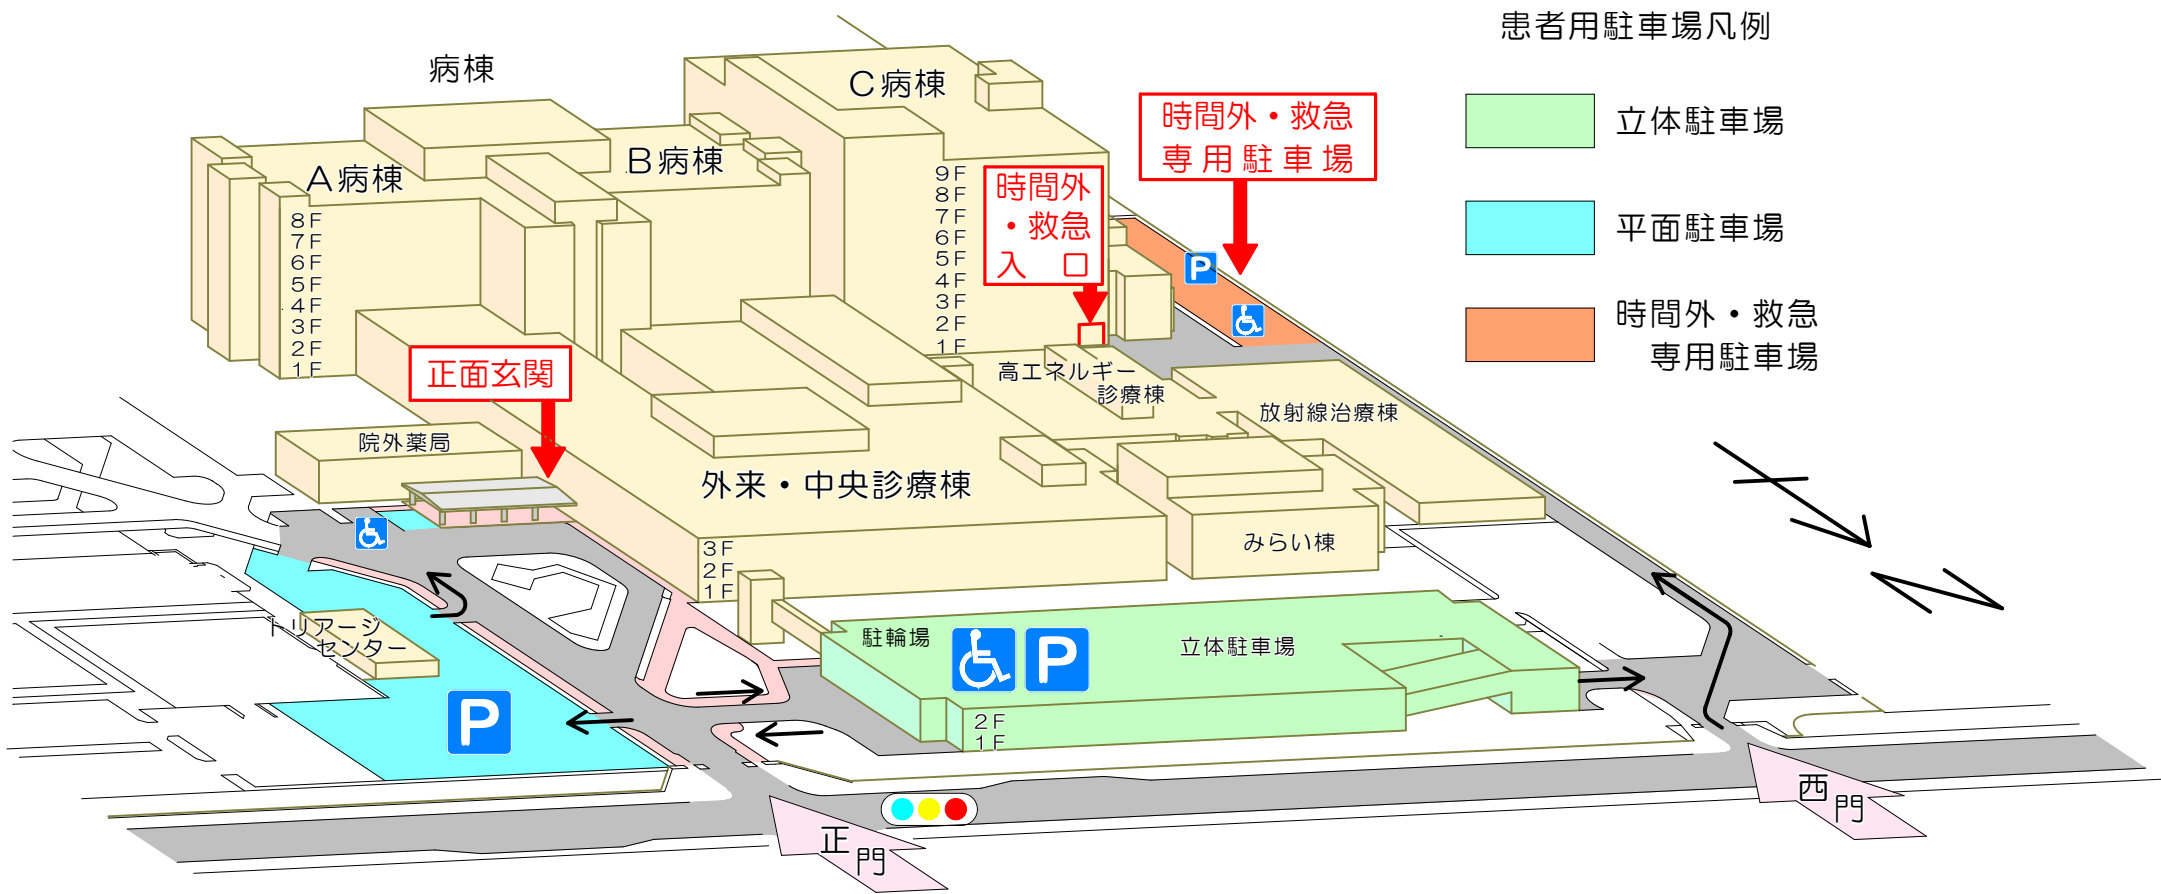 患者用駐車場凡例
立体駐車場
平面駐車場
時間外・救急
専用駐車場
病棟
C病棟
A病棟
B病棟
時間外・救急
専用駐車場
時間外
・救急
入口
9F
8F
7F
6F
5F
4F
3F
2F
1F
8F
7F
6F
5F
4F
3F
2F
1F
正面玄関
高エネルギー
診療棟
放射線治療棟
院外薬局
外来・中央診療棟
みらい棟
3F
2F
1F
トリアージ
センター
駐輪場
立体駐車場
P
P
P
2F
1F
正門
西門